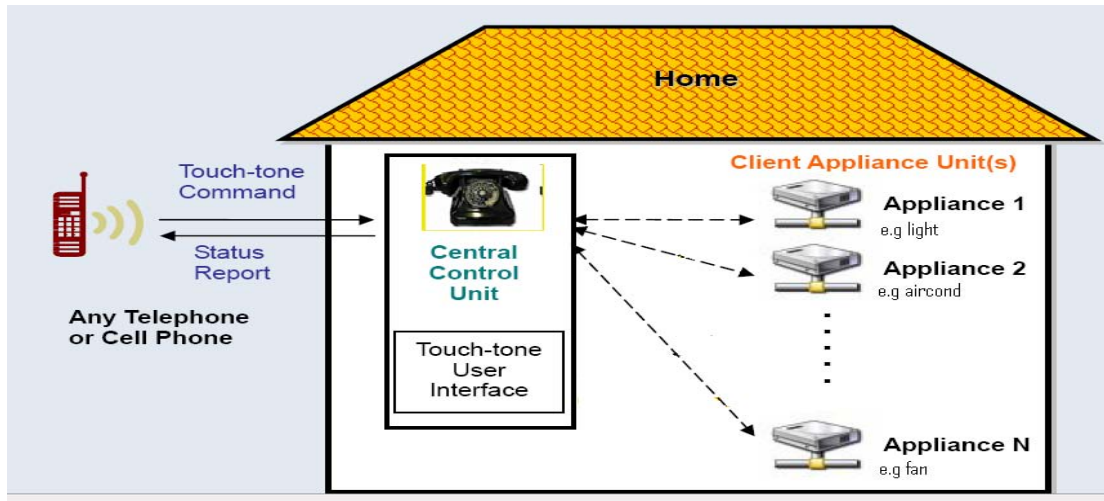 Home
Touch-tone
Command
Status
Report
Any Telephone
or Cell Phone
Central
Control
Unit
Touch-tone
User
Interface
Client Appliance Unit(s)
Appliance 1
e.g light
Appliance 2
e.g aircond
Appliance N
e.g fan